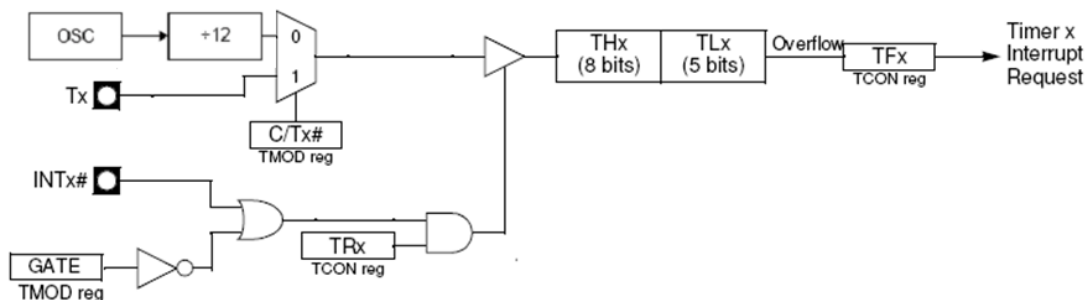 OSC
÷12
0
1
Tx
C/Tx#
TMOD reg
THx
(8 bits)
TLx
(5 bits)
Overflow
TFx
TCON reg
Timer x
Interrupt
Request
INTx#
GATE
TMOD reg
TRx
TCON reg